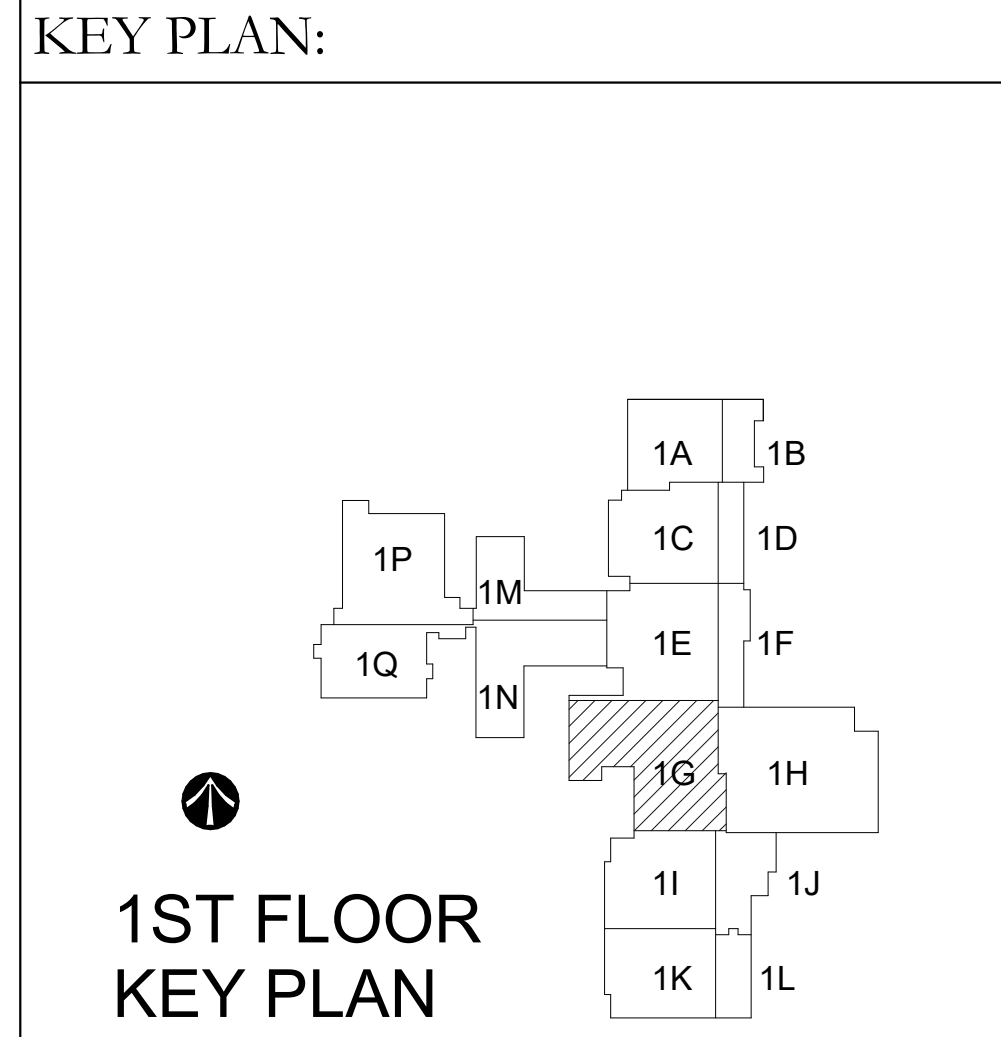 KEY PLAN:
1A
1B
1C
1D
1P
1M
1E
1F
1Q
1N
1G
1H
1I
1J
1K
1L
1ST FLOOR
KEY PLAN